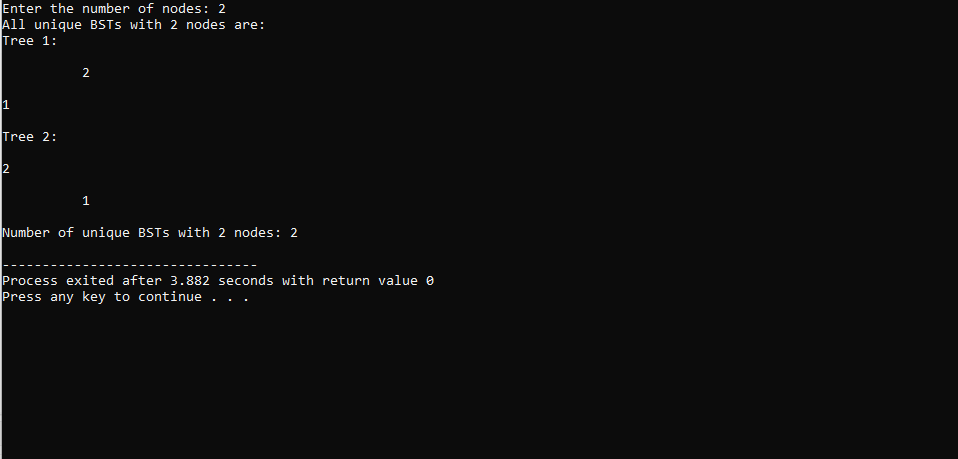 Enter the number of nodes: 2
All unique BSTs with 2 nodes are:
Tree 1:
2
1
Tree 2:
2
1
Number of unique BSTs with 2 nodes: 2
--------------------------------
Process exited after 3.882 seconds with return value 0
Press any key to continue . . .